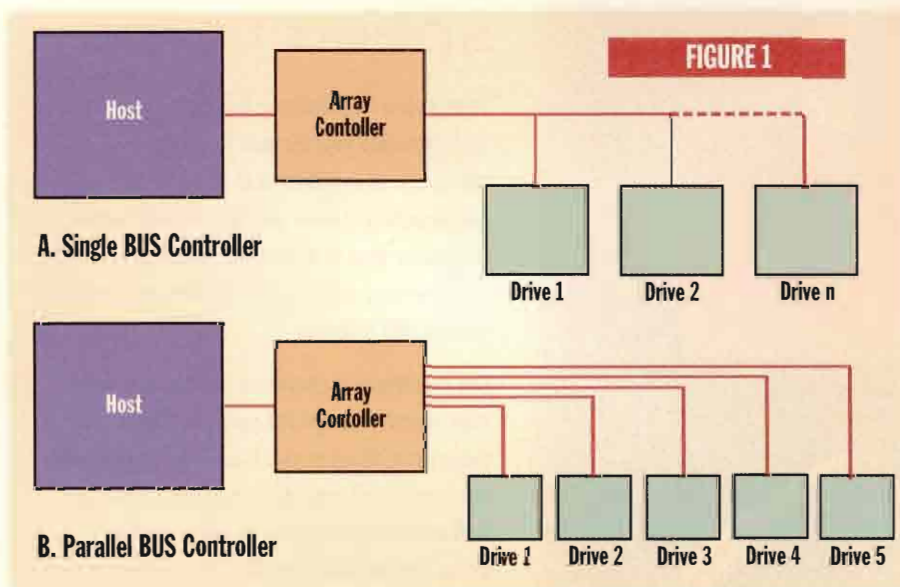 FIGURE 1
Host
Array
Contoller
A. Single BUS Controller
Drive 1
Drive 2
Drive n
Host
Array
Contoller
B. Parallel BUS Controller
Drive 1
Drive 2
Drive 3
Drive 4
Drive 5